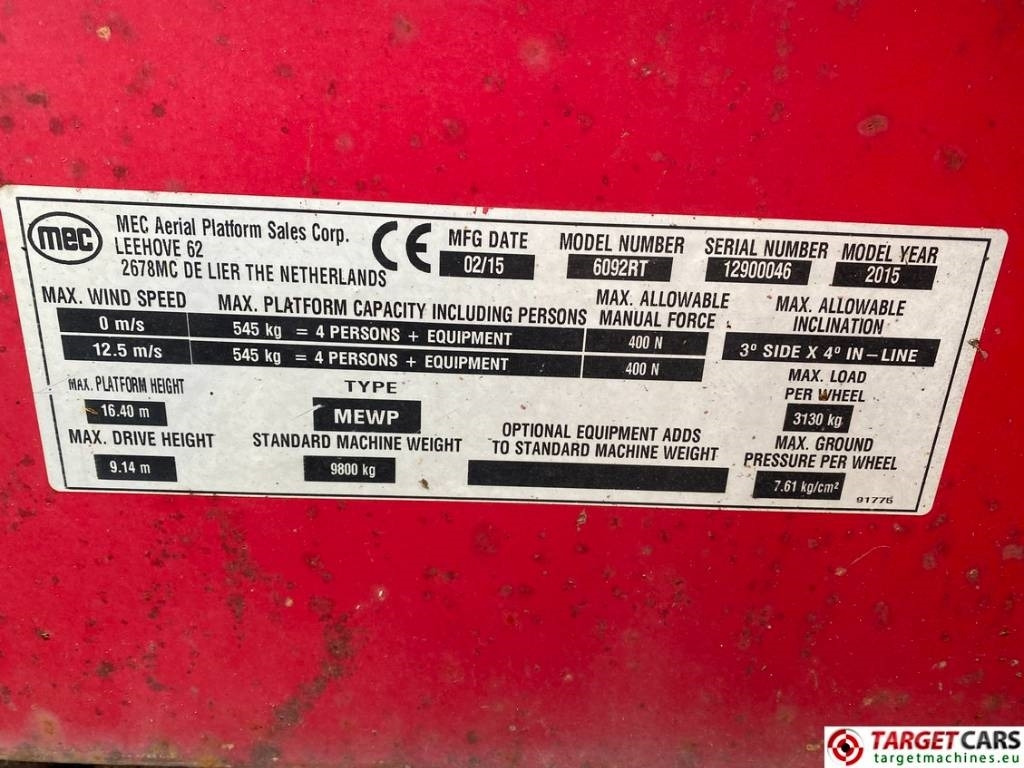 mec
MEC Aerial Platform Sales Corp.
LEEHOVE 62
2678MC DE LIER THE NETHERLANDS
CE
MFG DATE
02/15
MODEL NUMBER
6092RT
SERIAL NUMBER
12900046
MODEL YEAR
2015
MAX. WIND SPEED
0 m/s
12.5 m/s
MAX. PLATFORM CAPACITY INCLUDING PERSONS
545 kg = 4 PERSONS + EQUIPMENT
545 kg = 4 PERSONS + EQUIPMENT
MAX. ALLOWABLE
MANUAL FORCE
400 N
400 N
MAX. ALLOWABLE
INCLINATION
3º SIDE X 4º IN-LINE
MAX. PLATFORM HEIGHT
16.40 m
TYPE
MEWP
MAX. LOAD
PER WHEEL
3130 kg
MAX. DRIVE HEIGHT
9.14 m
STANDARD MACHINE WEIGHT
9800 kg
OPTIONAL EQUIPMENT ADDS
TO STANDARD MACHINE WEIGHT
MAX. GROUND
PRESSURE PER WHEEL
7.61 kg/cm²
91775
TARGETCARS
targetmachines.eu